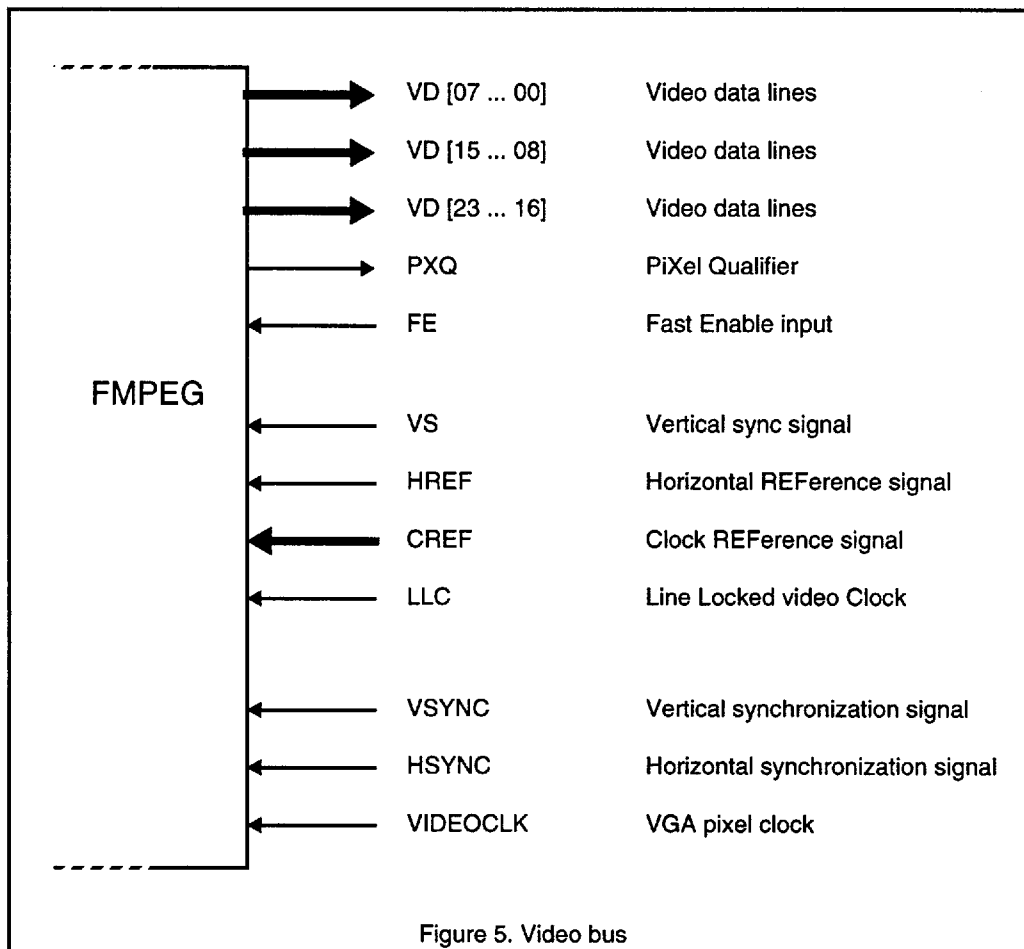 VD [07 ... 00] Video data lines
VD [15 ... 08] Video data lines
VD [23 ... 16] Video data lines
PXQ PiXel Qualifier
FE Fast Enable input
FMPEG
VS Vertical sync signal
HREF Horizontal REFerence signal
CREF Clock REFerence signal
LLC Line Locked video Clock
VSYNC Vertical synchronization signal
HSYNC Horizontal synchronization signal
VIDEOCLK VGA pixel clock
Figure 5. Video bus